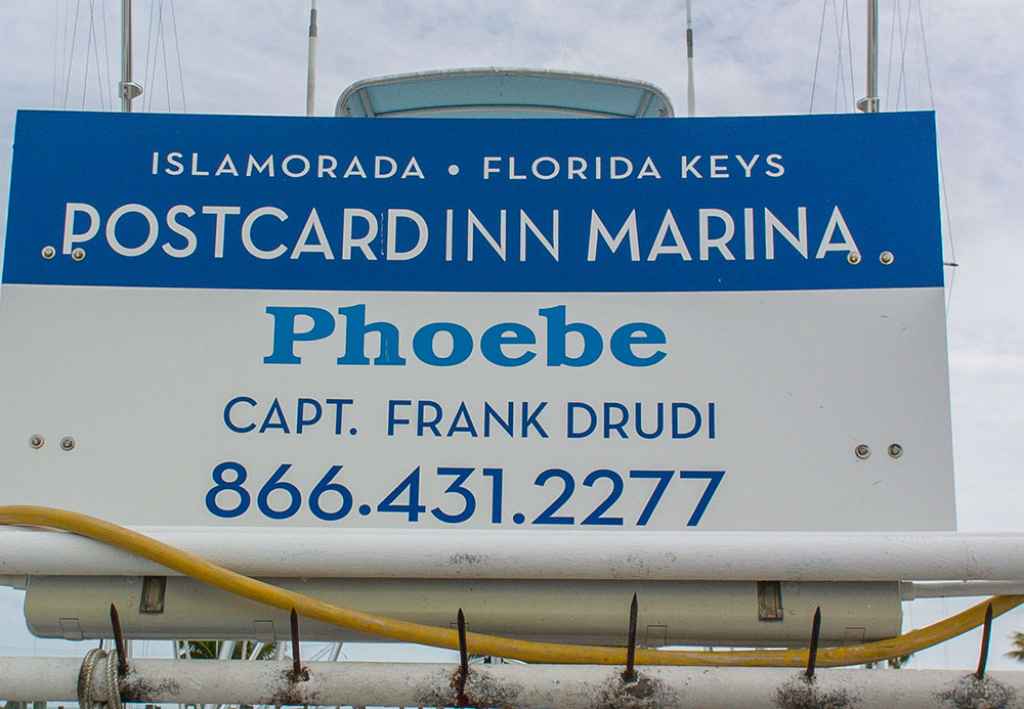 ISLAMORADA • FLORIDA KEYS
POSTCARD INN MARINA
Phoebe
CAPT. FRANK DRUDI
866.431.2277